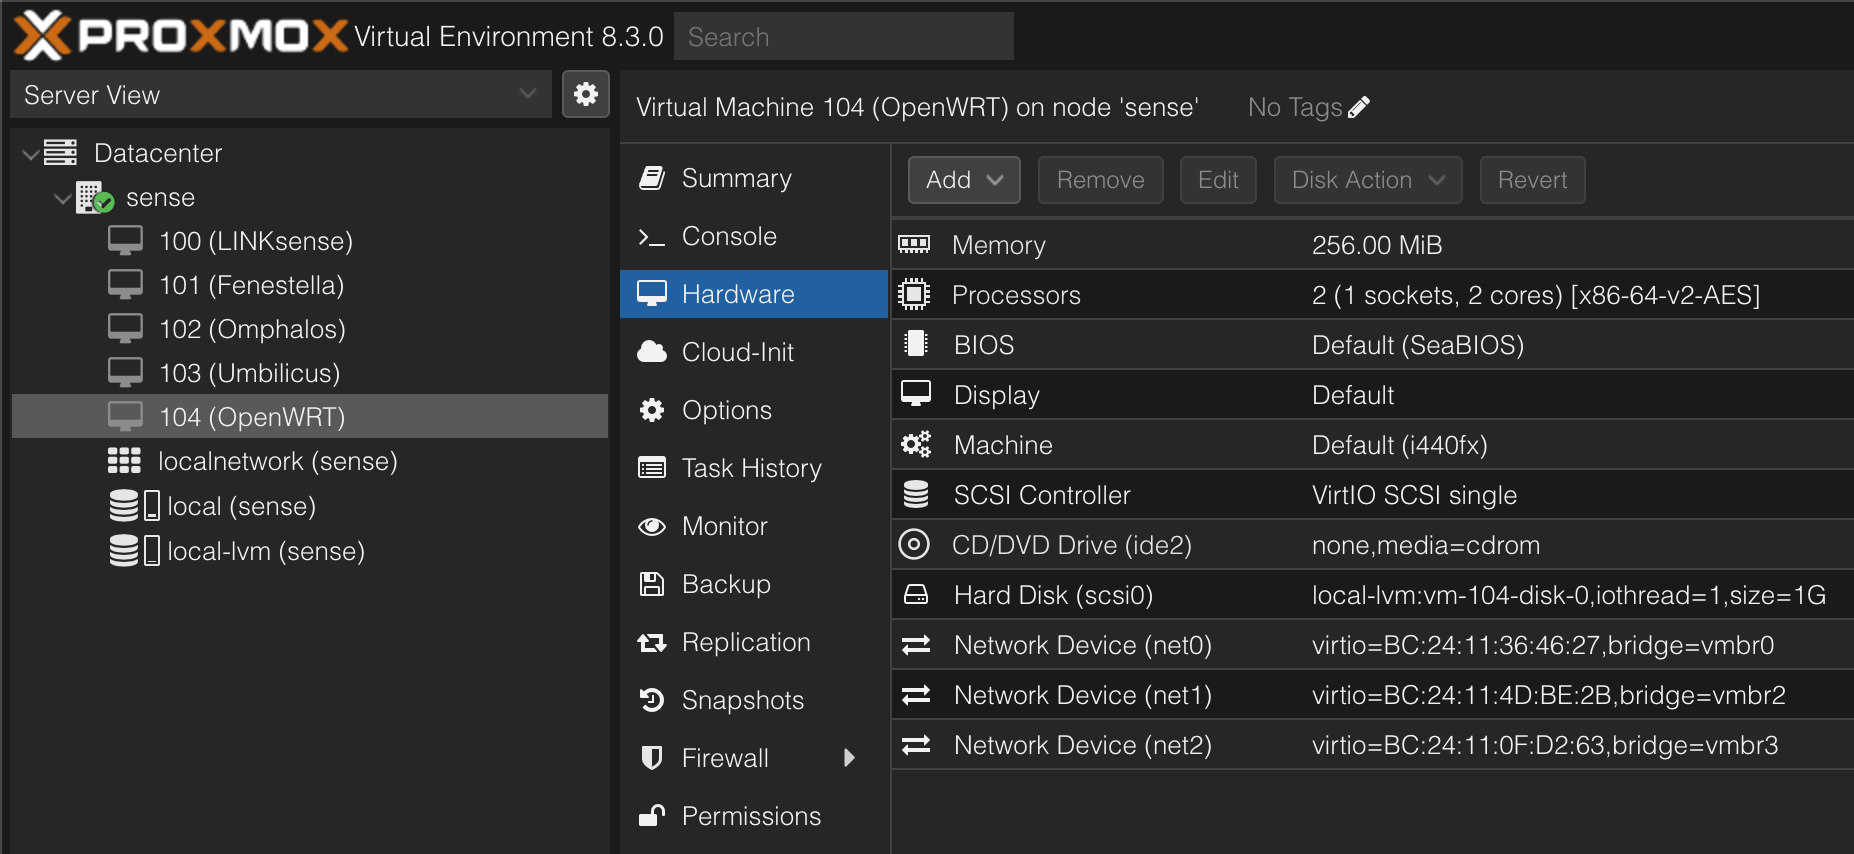 PROXMOX Virtual Environment 8.3.0 Search
Server View
Datacenter
sense
100 (LINKsense)
101 (Fenestella)
102 (Omphalos)
103 (Umbilicus)
104 (OpenWRT)
localnetwork (sense)
local (sense)
local-lvm (sense)
Virtual Machine 104 (OpenWRT) on node 'sense' No Tags
Summary
Console
Hardware
Cloud-Init
Options
Task History
Monitor
Backup
Replication
Snapshots
Firewall
Permissions
Add Remove Edit Disk Action Revert
Memory 256.00 MiB
Processors 2 (1 sockets, 2 cores) [x86-64-v2-AES]
BIOS Default (SeaBIOS)
Display Default
Machine Default (i440fx)
SCSI Controller VirtIO SCSI single
CD/DVD Drive (ide2) none,media=cdrom
Hard Disk (scsi0) local-lvm:vm-104-disk-0,iothread=1,size=1G
Network Device (net0) virtio=BC:24:11:36:46:27,bridge=vmbr0
Network Device (net1) virtio=BC:24:11:4D:BE:2B,bridge=vmbr2
Network Device (net2) virtio=BC:24:11:0F:D2:63,bridge=vmbr3